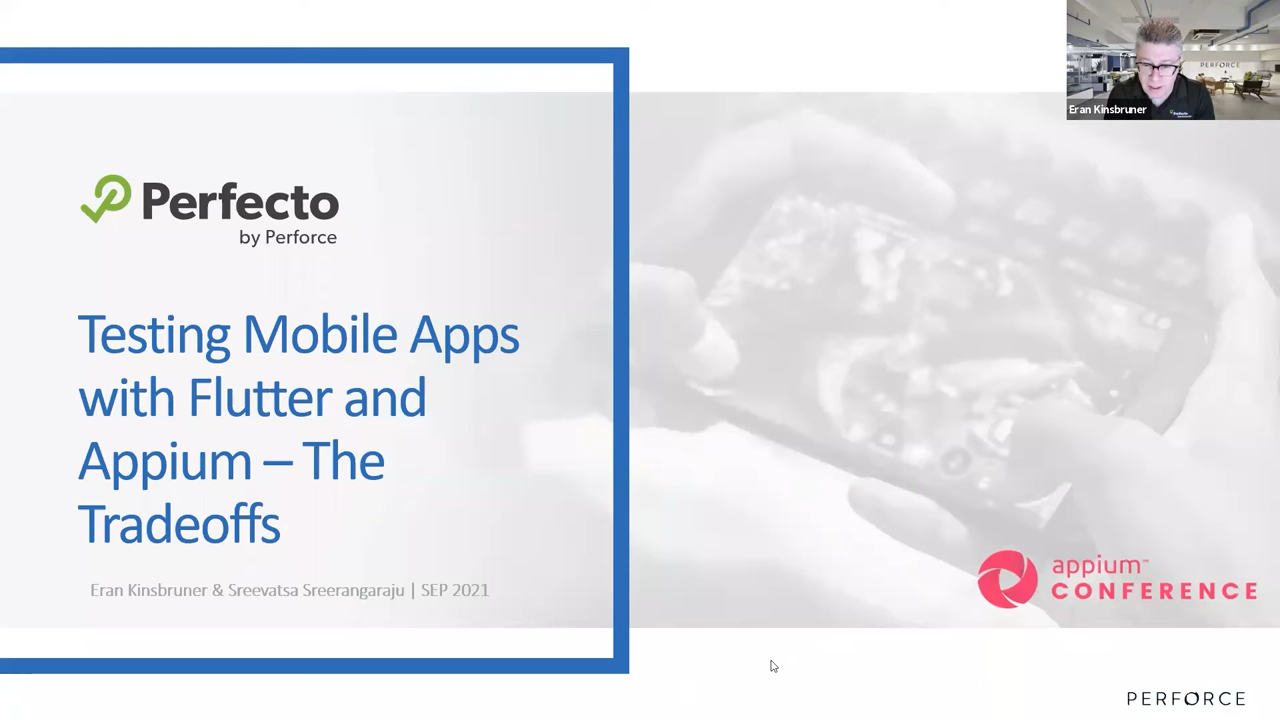 PERFORCE
Eran Kinsbruner
Perfecto
by Perforce
Testing Mobile Apps
with Flutter and
Appium – The
Tradeoffs
Eran Kinsbruner & Sreevatsa Sreerangaraju | SEP 2021
appium™
CONFERENCE
PERFORCE